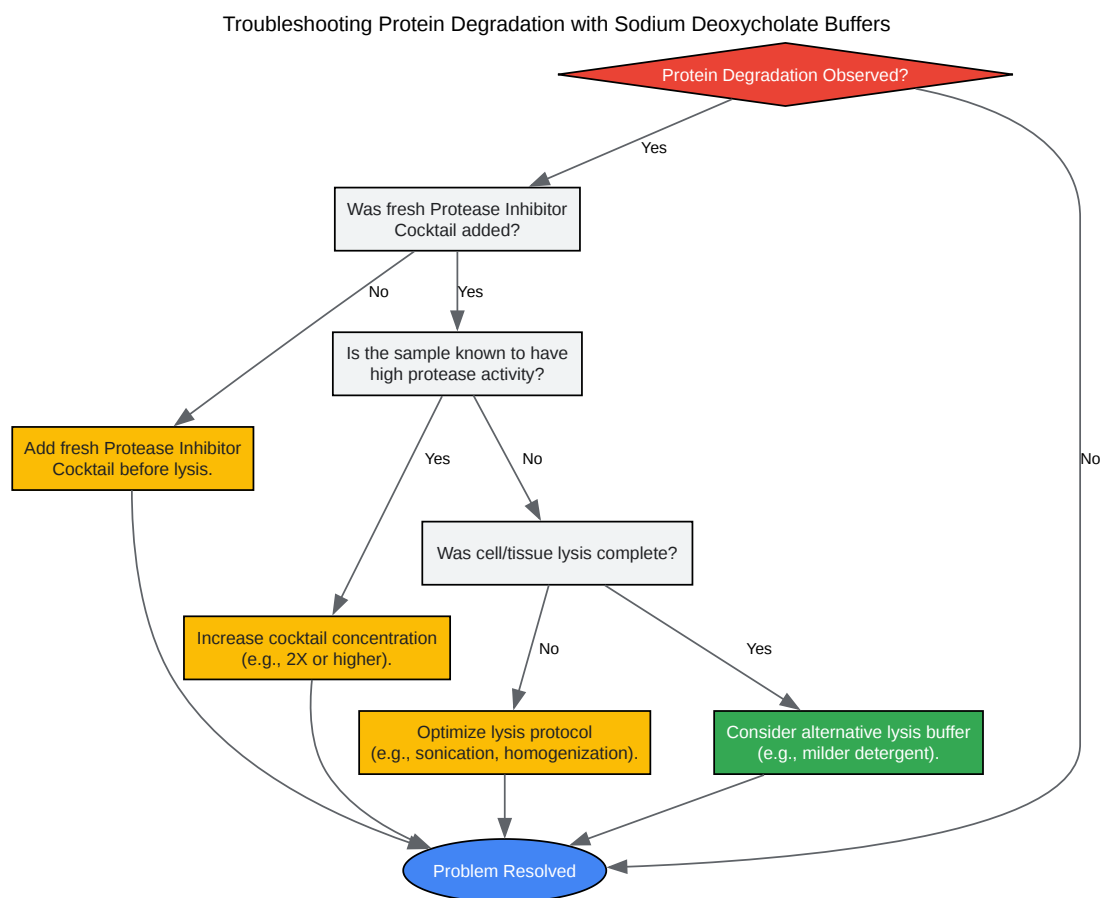 Troubleshooting Protein Degradation with Sodium Deoxycholate Buffers
Protein Degradation Observed?
Yes
Was fresh Protease Inhibitor
Cocktail added?
No
Yes
Is the sample known to have
high protease activity?
Add fresh Protease Inhibitor
Cocktail before lysis.
Yes
No
No
Was cell/tissue lysis complete?
Increase cocktail concentration
(e.g., 2X or higher).
No
Yes
Optimize lysis protocol
(e.g., sonication, homogenization).
Consider alternative lysis buffer
(e.g., milder detergent).
Problem Resolved